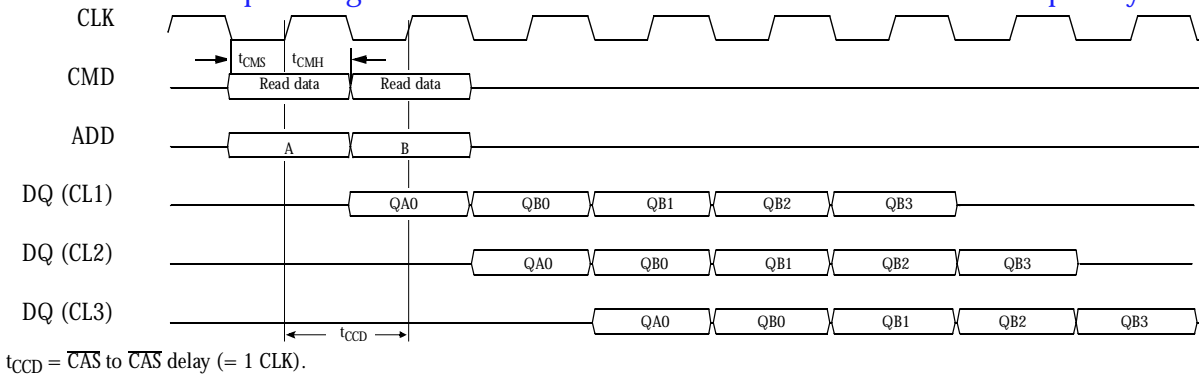 CLK
tCMS tCMH
CMD Read data Read data
ADD A B
DQ (CL1) QA0 QB0 QB1 QB2 QB3
DQ (CL2) QA0 QB0 QB1 QB2 QB3
DQ (CL3) QA0 QB0 QB1 QB2 QB3
tCCD
tCCD = CAS to CAS delay (= 1 CLK).